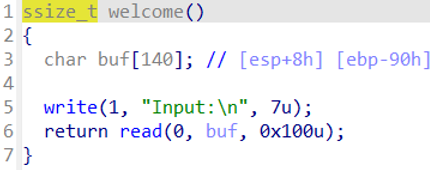 1 ssize_t welcome()
2 {
3   char buf[140]; // [esp+8h] [ebp-90h]
4
5   write(1, "Input:\n", 7u);
6   return read(0, buf, 0x100u);
7 }